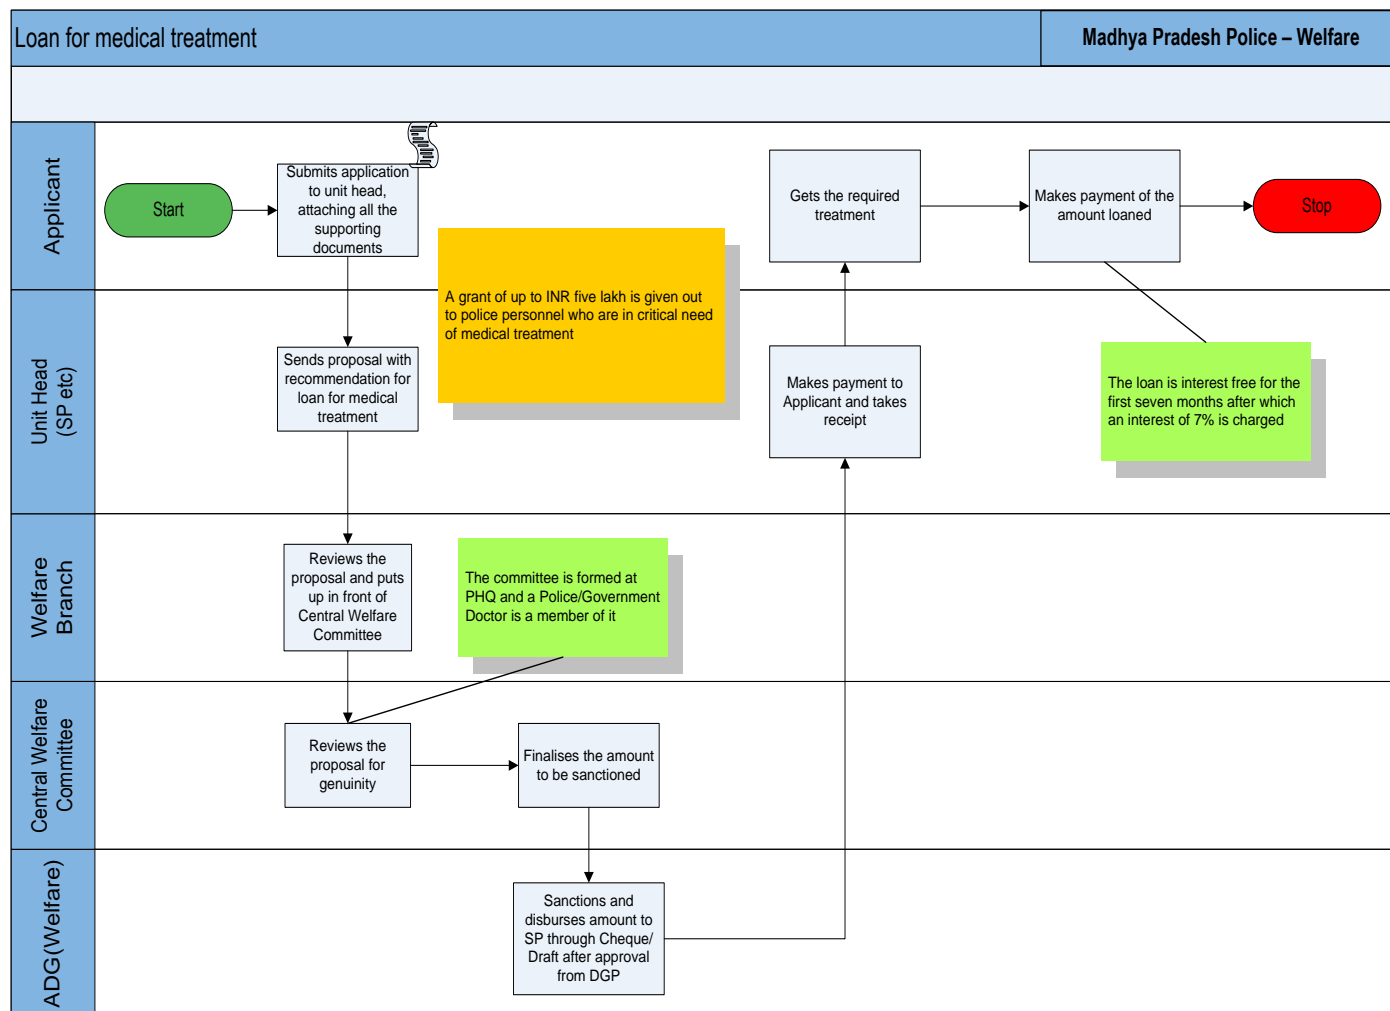 Loan for medical treatment
Madhya Pradesh Police – Welfare
Applicant
Start
Submits application
to unit head,
attaching all the
supporting
documents
Gets the required
treatment
Makes payment of the
amount loaned
Stop
A grant of up to INR five lakh is given out
to police personnel who are in critical need
of medical treatment
Unit Head
(SP etc)
Sends proposal with
recommendation for
loan for medical
treatment
Makes payment to
Applicant and takes
receipt
The loan is interest free for the
first seven months after which
an interest of 7% is charged
Welfare
Branch
Reviews the
proposal and puts
up in front of
Central Welfare
Committee
The committee is formed at
PHQ and a Police/Government
Doctor is a member of it
Central Welfare
Committee
Reviews the
proposal for
genuinity
Finalises the amount
to be sanctioned
ADG(Welfare)
Sanctions and
disburses amount to
SP through Cheque/
Draft after approval
from DGP